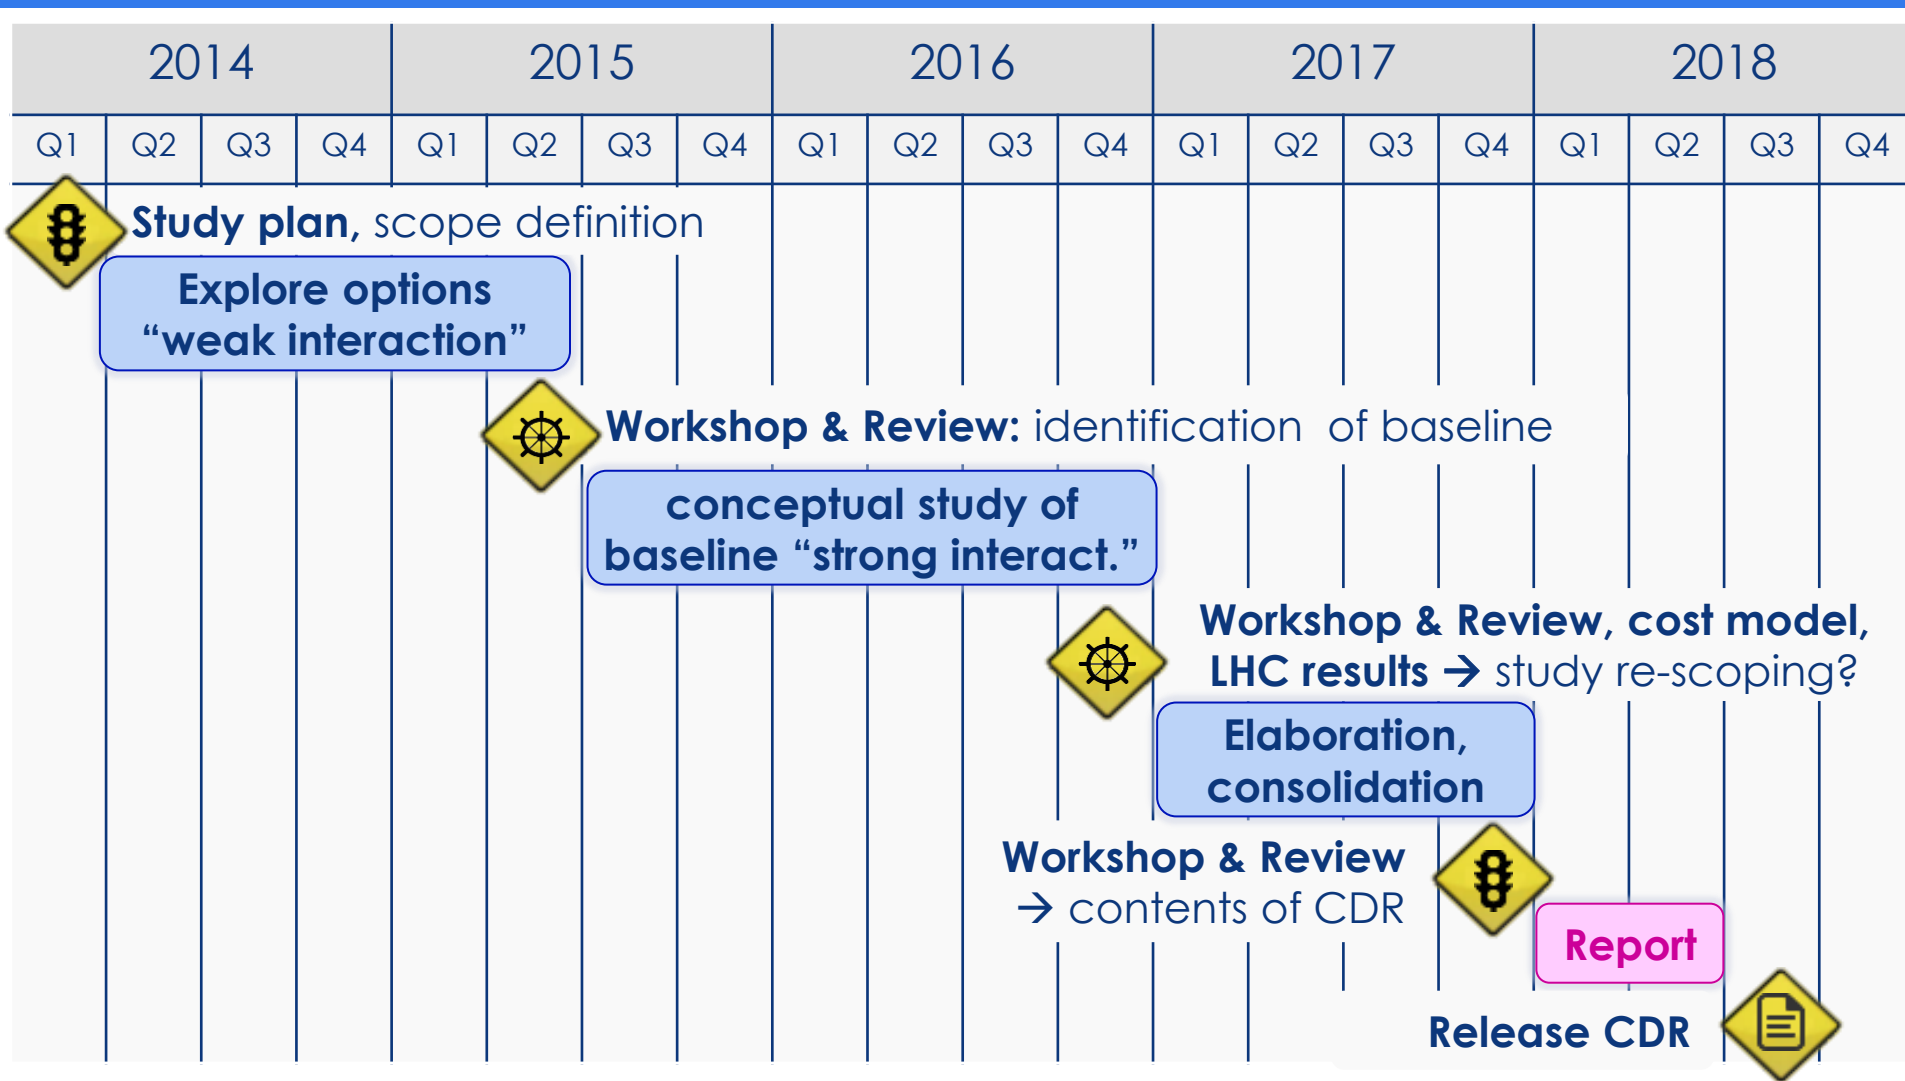 2014 2015 2016 2017 2018
Q1 Q2 Q3 Q4 Q1 Q2 Q3 Q4 Q1 Q2 Q3 Q4 Q1 Q2 Q3 Q4 Q1 Q2 Q3 Q4
Study plan, scope definition
Explore options
“weak interaction”
Workshop & Review: identification of baseline
conceptual study of
baseline “strong interact.”
Workshop & Review, cost model,
LHC results → study re-scoping?
Elaboration,
consolidation
Workshop & Review
→ contents of CDR
Report
Release CDR